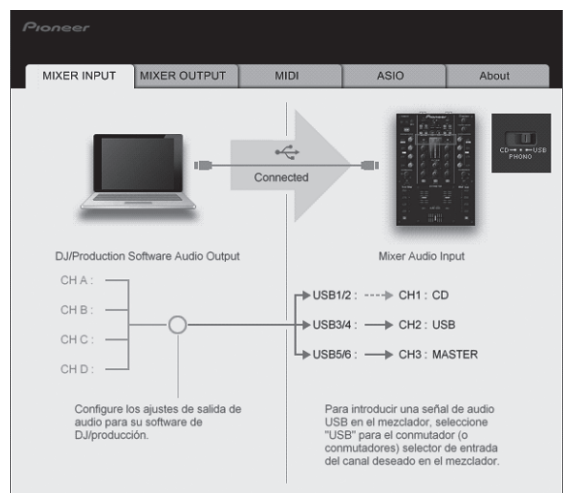 Pioneer
MIXER INPUT
MIXER OUTPUT
MIDI
ASIO
About
Connected
Pioneer
CD USB
PHONO
DJ/Production Software Audio Output
Mixer Audio Input
CH A :
CH B :
CH C :
CH D :
USB1/2 : CH1 : CD
USB3/4 : CH2 : USB
USB5/6 : CH3 : MASTER
Configure los ajustes de salida de
audio para su software de
DJ/producción.
Para introducir una señal de audio
USB en el mezclador, seleccione
"USB" para el conmutador (o
conmutadores) selector de entrada
del canal deseado en el mezclador.